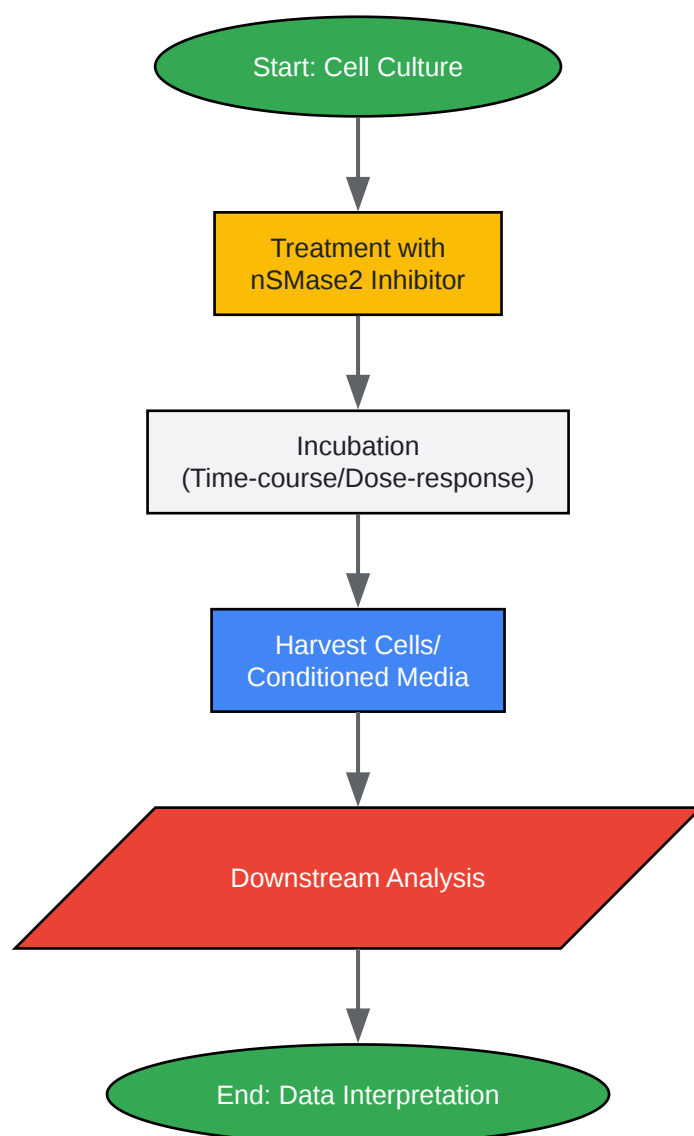 Start: Cell Culture
Treatment with
nSMase2 Inhibitor
Incubation
(Time-course/Dose-response)
Harvest Cells/
Conditioned Media
Downstream Analysis
End: Data Interpretation